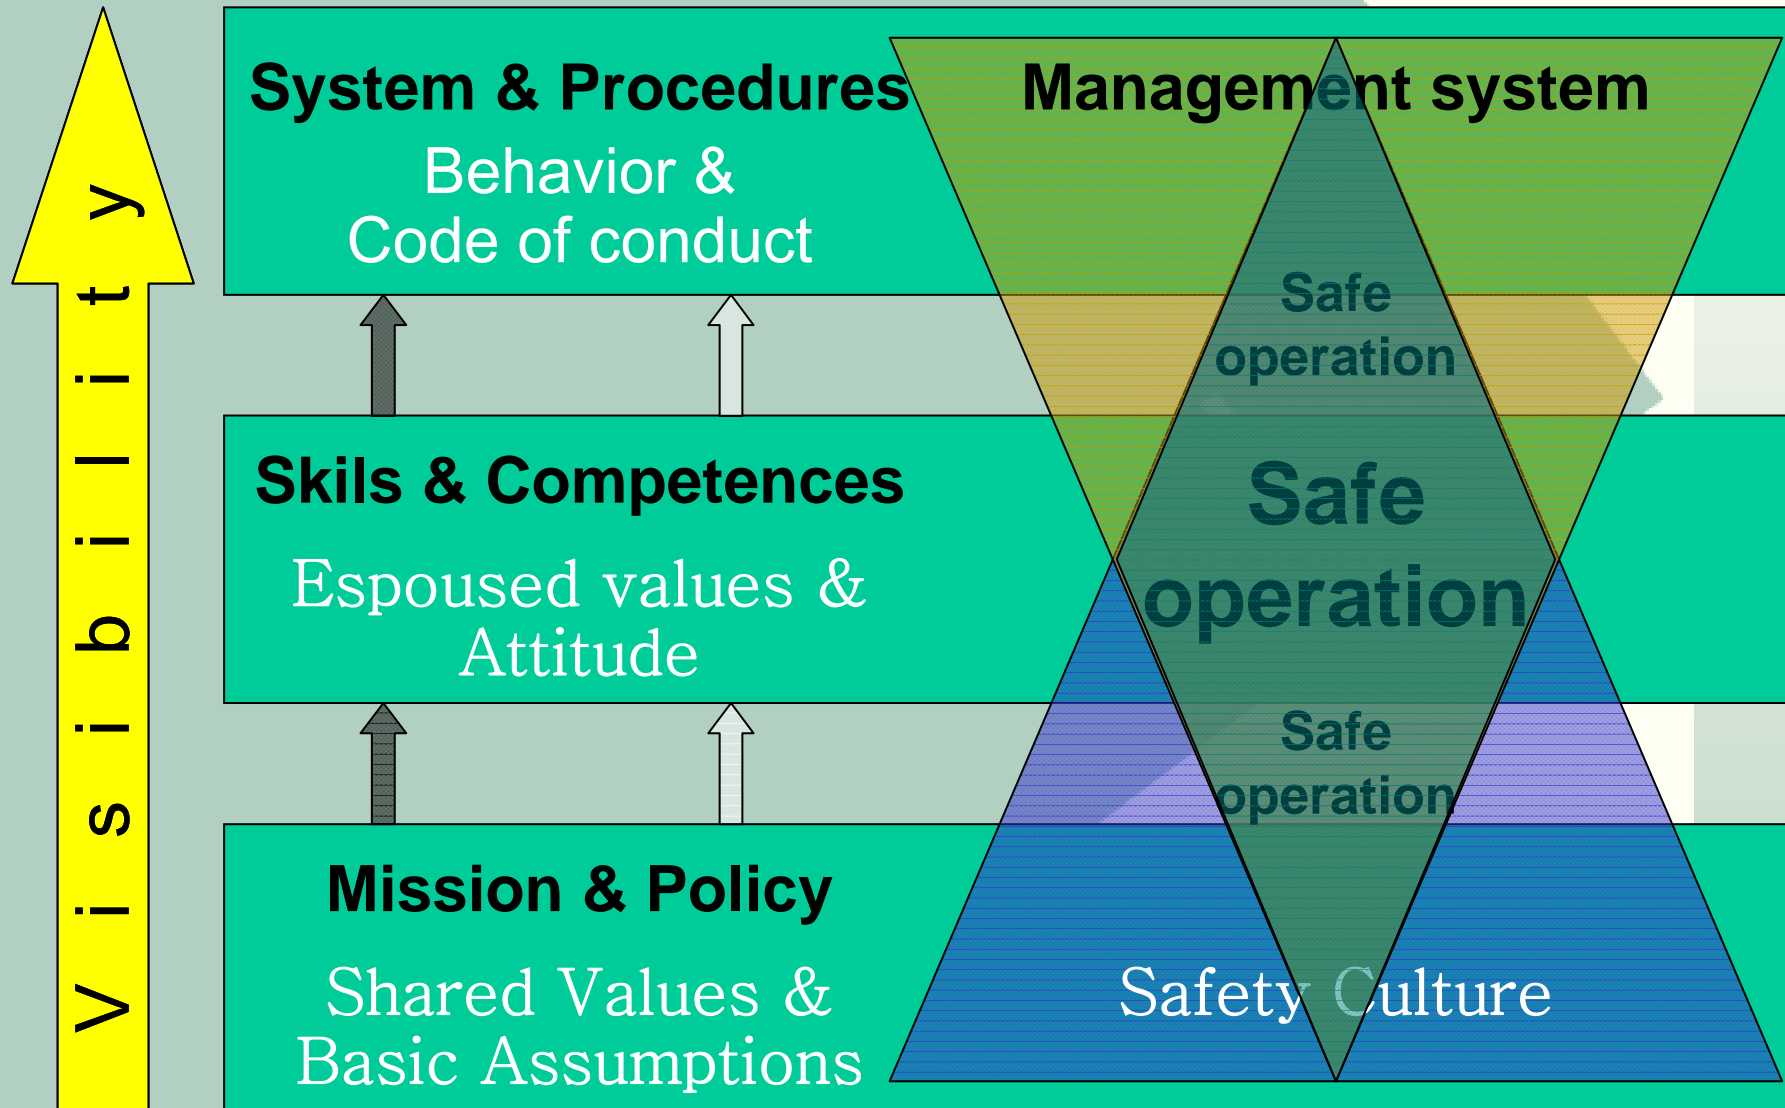 Visibility
System & Procedures
Behavior &
Code of conduct
Management system
Safe
operation
Skils & Competences
Espoused values &
Attitude
Safe
operation
Safe
operation
Mission & Policy
Shared Values &
Basic Assumptions
Safety Culture